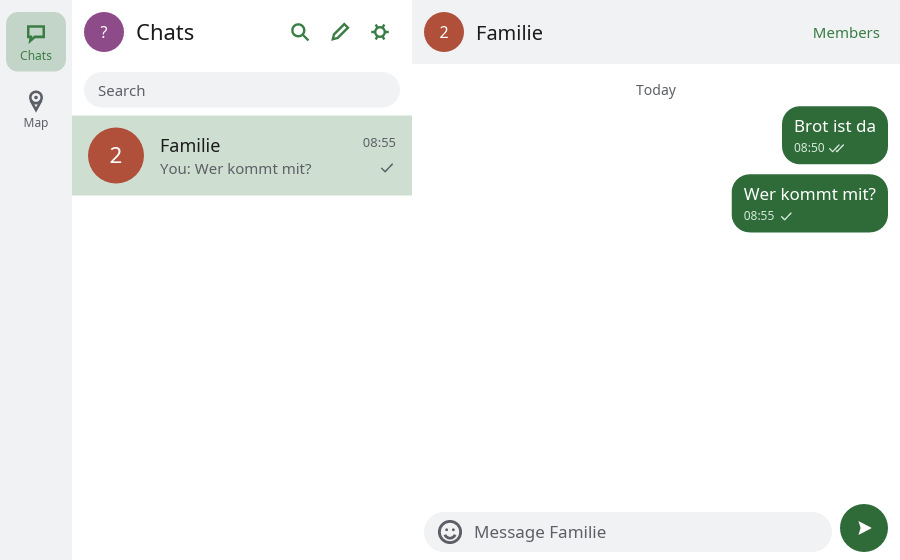 Chats
Map
?
Chats
Search
2
Familie
08:55
You: Wer kommt mit?
2
Familie
Members
Today
Brot ist da
08:50
Wer kommt mit?
08:55
Message Familie